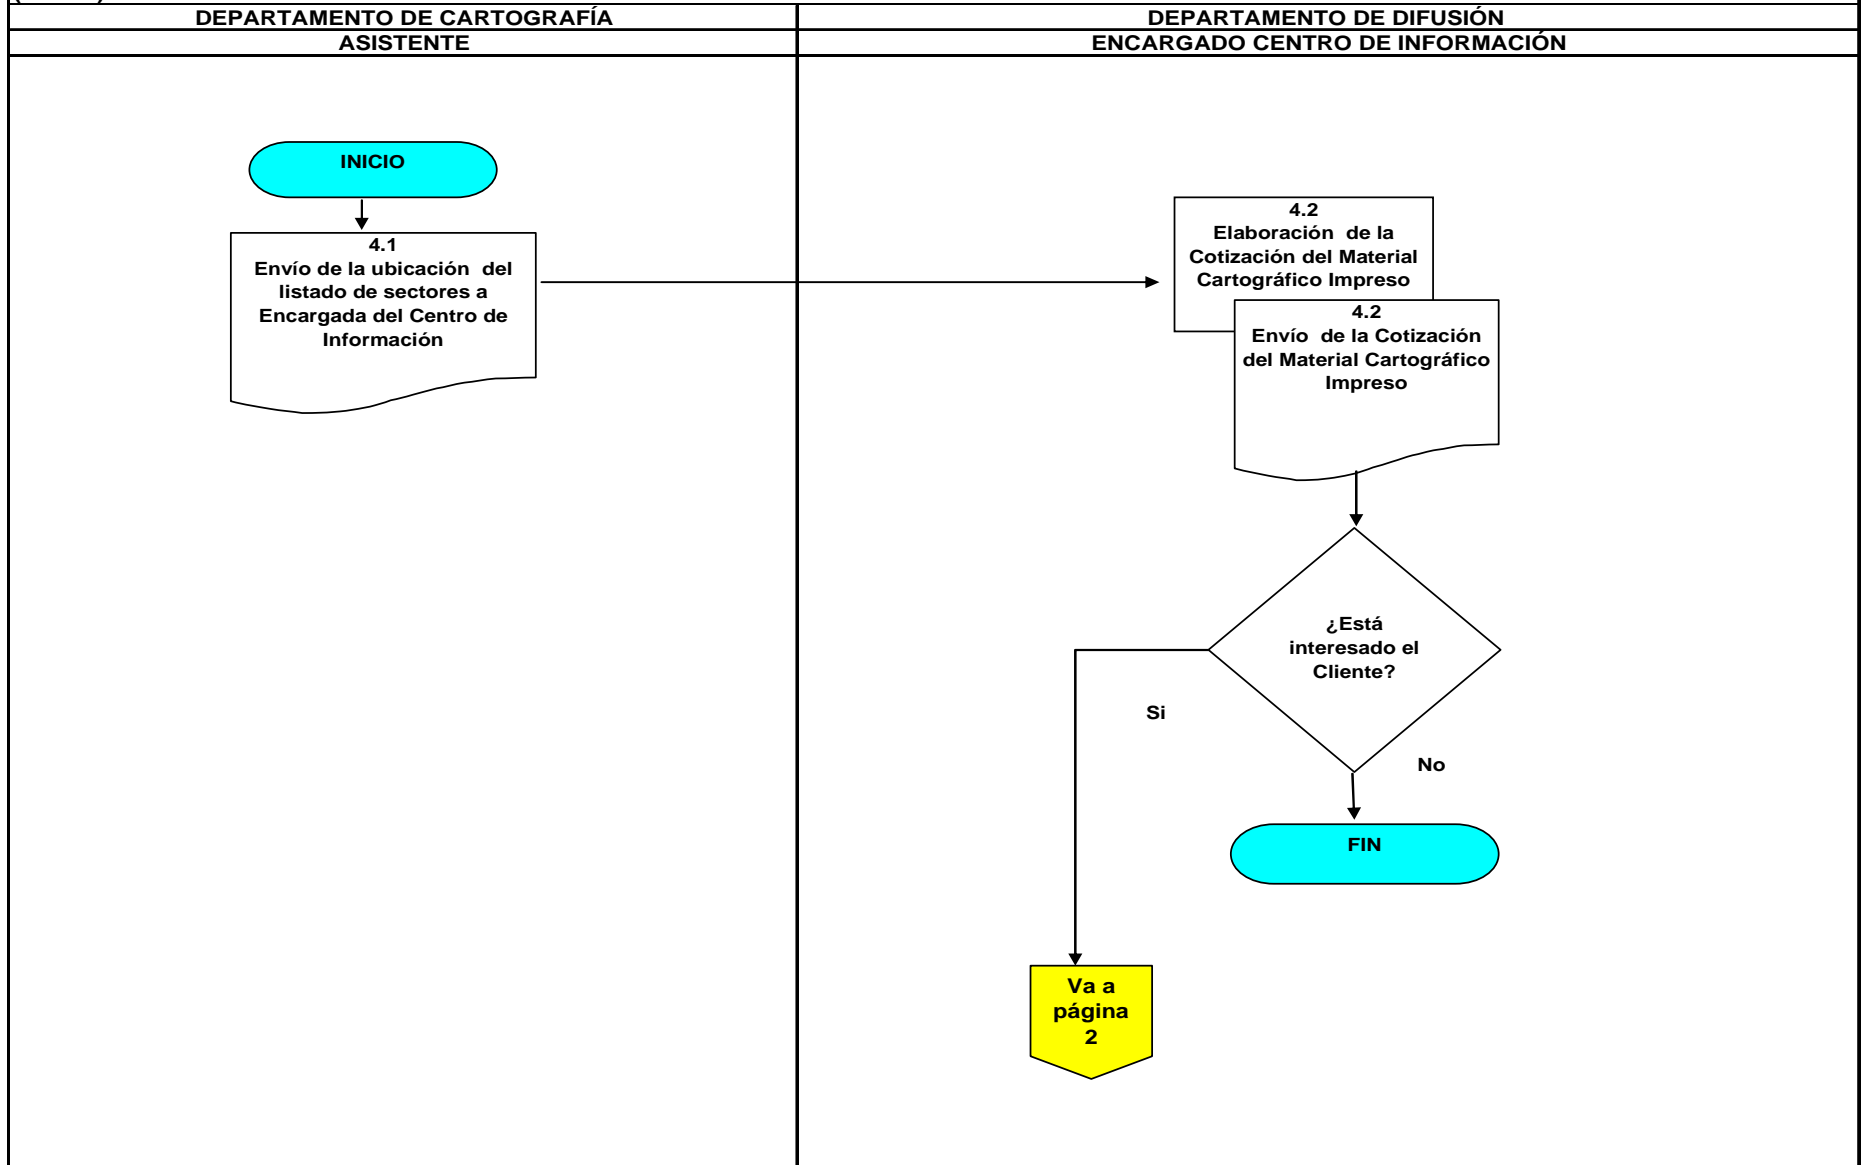 DEPARTAMENTO DE CARTOGRAFÍA
DEPARTAMENTO DE DIFUSIÓN
ASISTENTE
ENCARGADO CENTRO DE INFORMACIÓN
INICIO
4.1
Envío de la ubicación del
listado de sectores a
Encargada del Centro de
Información
4.2
Elaboración de la
Cotización del Material
Cartográfico Impreso
4.2
Envío de la Cotización
del Material Cartográfico
Impreso
¿Está
interesado el
Cliente?
Si
No
FIN
Va a
página
2